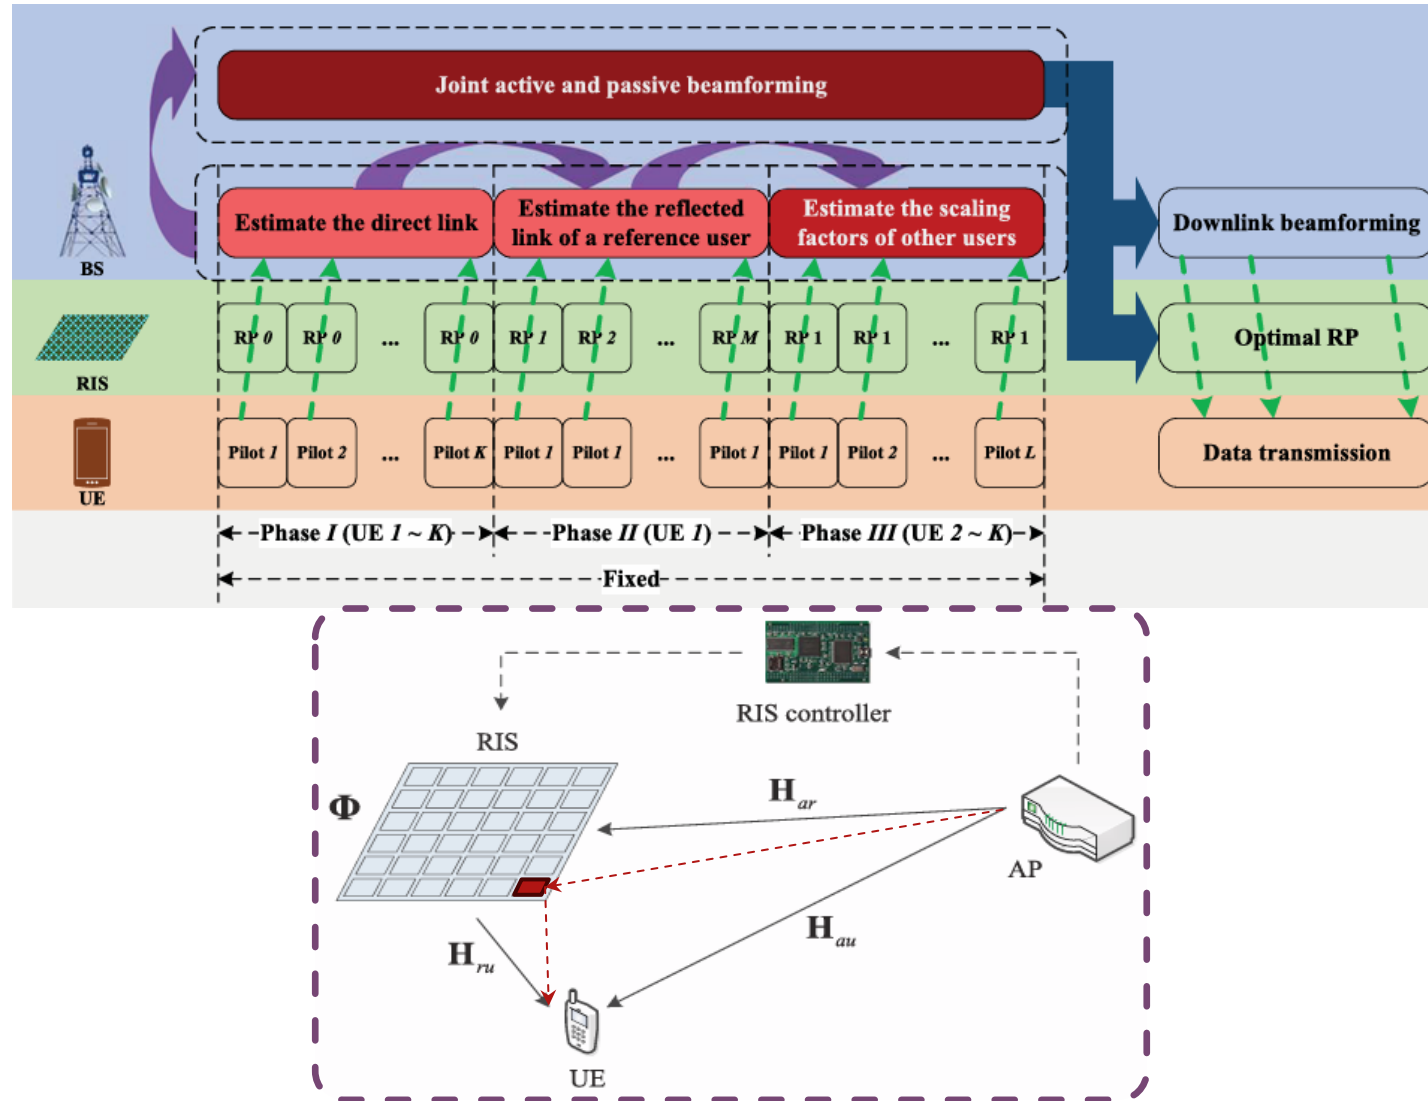 Joint active and passive beamforming
Estimate the direct link
Estimate the reflected
link of a reference user
Estimate the scaling
factors of other users
Downlink beamforming
BS
RP 0 RP 0 ... RP 0 RP 1 RP 2 ... RP M RP 1 RP 1 ... RP 1
Optimal RP
RIS
Pilot 1 Pilot 2 ... Pilot K Pilot 1 Pilot 1 ... Pilot 1 Pilot 1 Pilot 2 ... Pilot L
Data transmission
UE
Phase I (UE 1 ~ K) Phase II (UE 1) Phase III (UE 2 ~ K)
Fixed
RIS controller
RIS
Φ
H_ar
AP
H_au
H_ru
UE